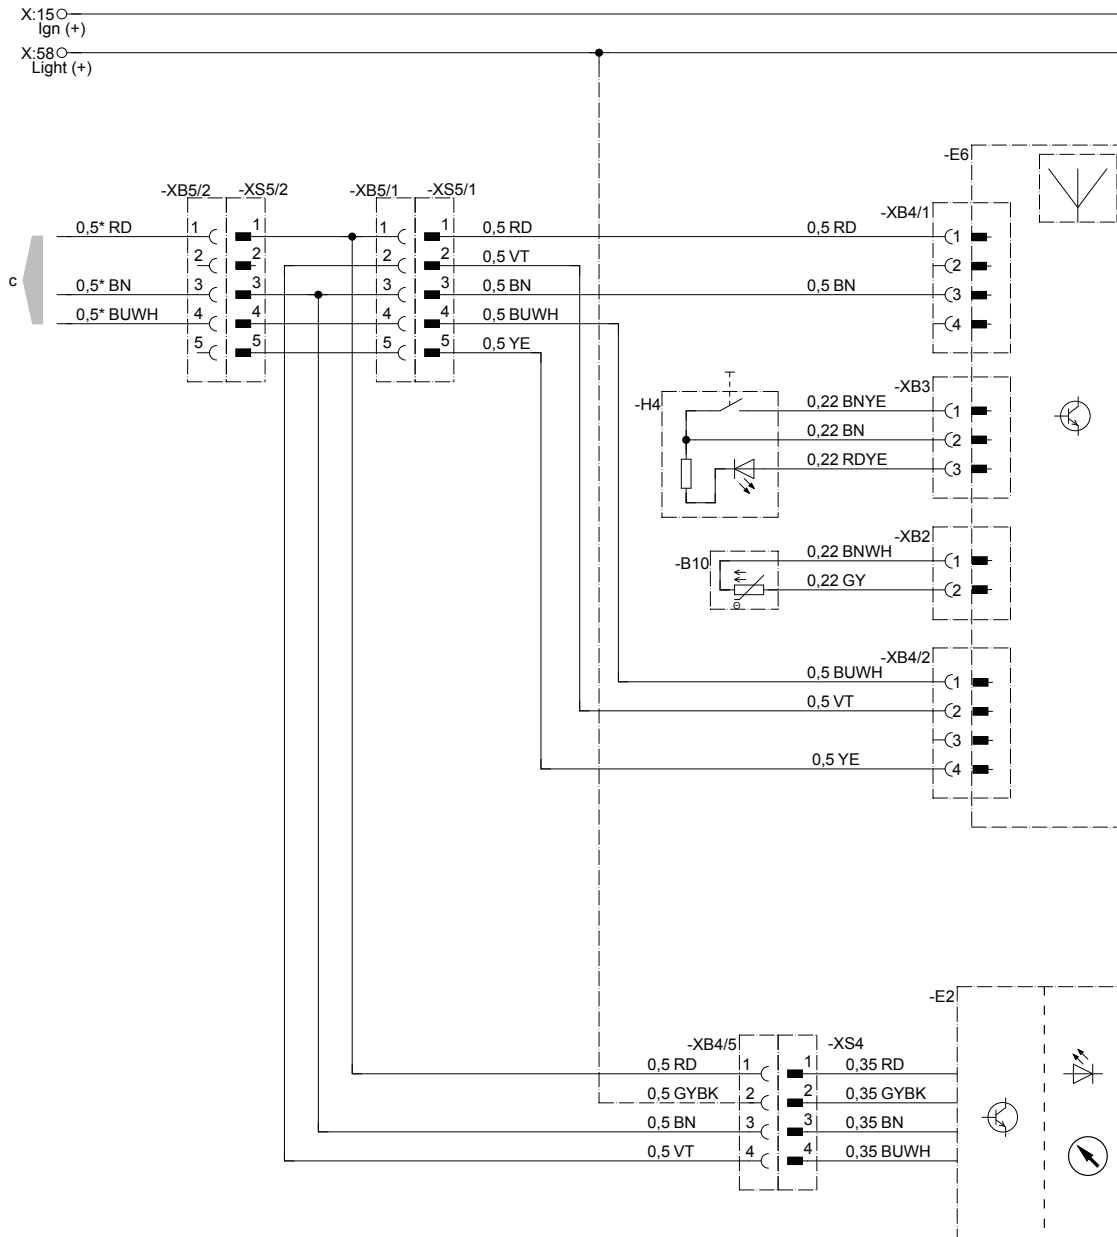 X:15
Ign (+)
X:58
Light (+)
-E6
-XB5/2 -XS5/2 -XB5/1 -XS5/1
-XB4/1
0,5* RD 1 1 1 1 0,5 RD 0,5 RD 1
2 2 2 2 0,5 VT 2
c 0,5* BN 3 3 3 3 0,5 BN 0,5 BN 3
0,5* BUWH 4 4 4 4 0,5 BUWH 4
5 5 5 5 0,5 YE
-XB3
-H4 0,22 BNYE 1
0,22 BN 2
0,22 RDYE 3
-XB2
-B10 0,22 BNWH 1
0,22 GY 2
-XB4/2
0,5 BUWH 1
0,5 VT 2
3
0,5 YE 4
-E2
-XB4/5 -XS4
0,5 RD 1 1 0,35 RD
0,5 GYBK 2 2 0,35 GYBK
0,5 BN 3 3 0,35 BN
0,5 VT 4 4 0,35 BUWH